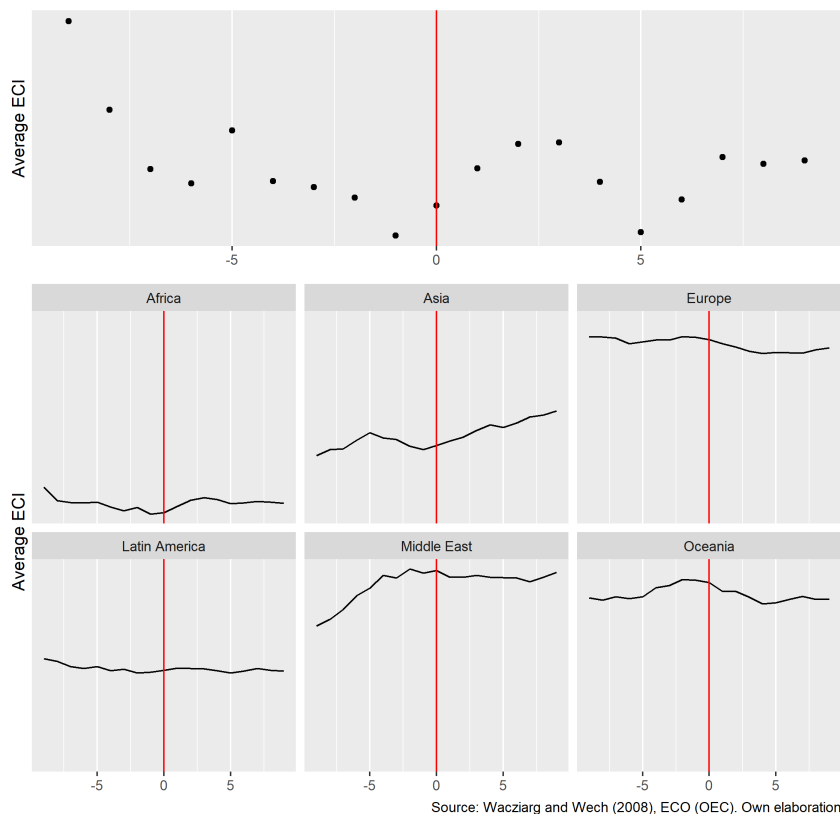 Average ECI
-5 0 5
Africa Asia Europe
Average ECI
Latin America Middle East Oceania
-5 0 5 -5 0 5 -5 0 5
Source: Wacziarg and Wech (2008), ECO (OEC). Own elaboration